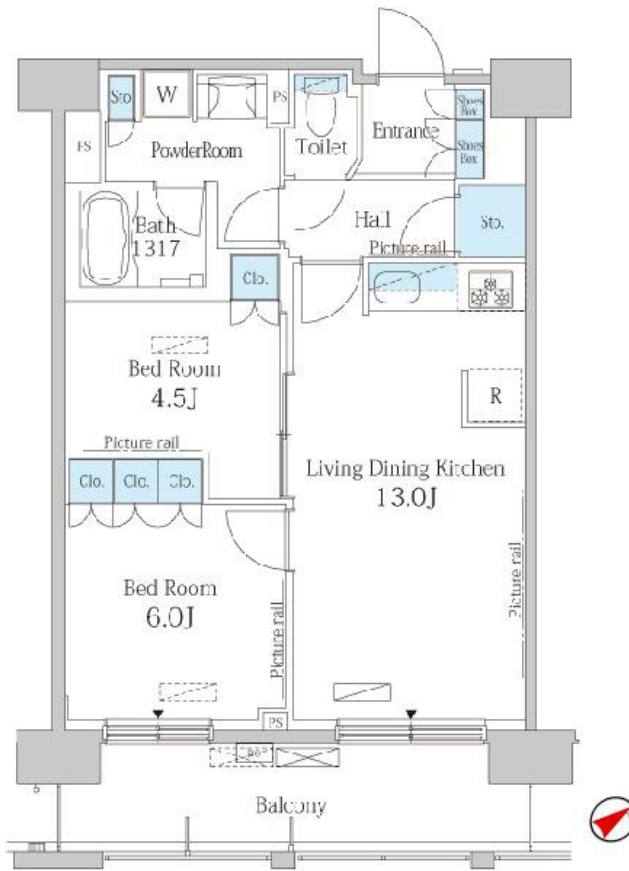 Sto
W
PS
Toilet
Entrance
Shoes
Box
Shoes
Box
PS
PowderRoom
Bath
1317
Hall
Picture rail
Sto.
Clo.
Bed Room
4.5J
Picture rail
Clo.
Clo.
Clo.
R
Living Dining Kitchen
13.0J
Picture rail
Bed Room
6.0J
Picture rail
PS
Balcony